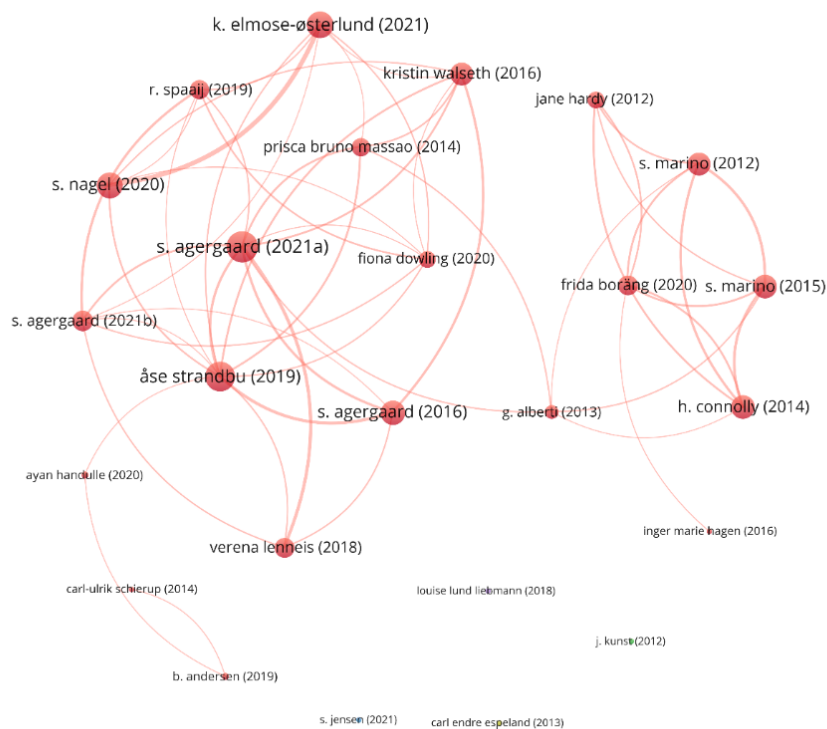 k. elmose-østerlund (2021)
kristin walseth (2016)
r. spaaij (2019)
jane hardy (2012)
prisca bruno massao (2014)
s. marino (2012)
s. nagel (2020)
s. agergaard (2021a)
fiona dowling (2020)
frida boräng (2020)
s. marino (2015)
s. agergaard (2021b)
åse strandbu (2019)
s. agergaard (2016)
g. alberti (2013)
h. connolly (2014)
ayan handulle (2020)
inger marie hagen (2016)
verena lenneis (2018)
carl-ulrik schierup (2014)
louise lund liebmann (2018)
j. kunst (2012)
b. andersen (2019)
s. jensen (2021)
carl endre espeland (2013)